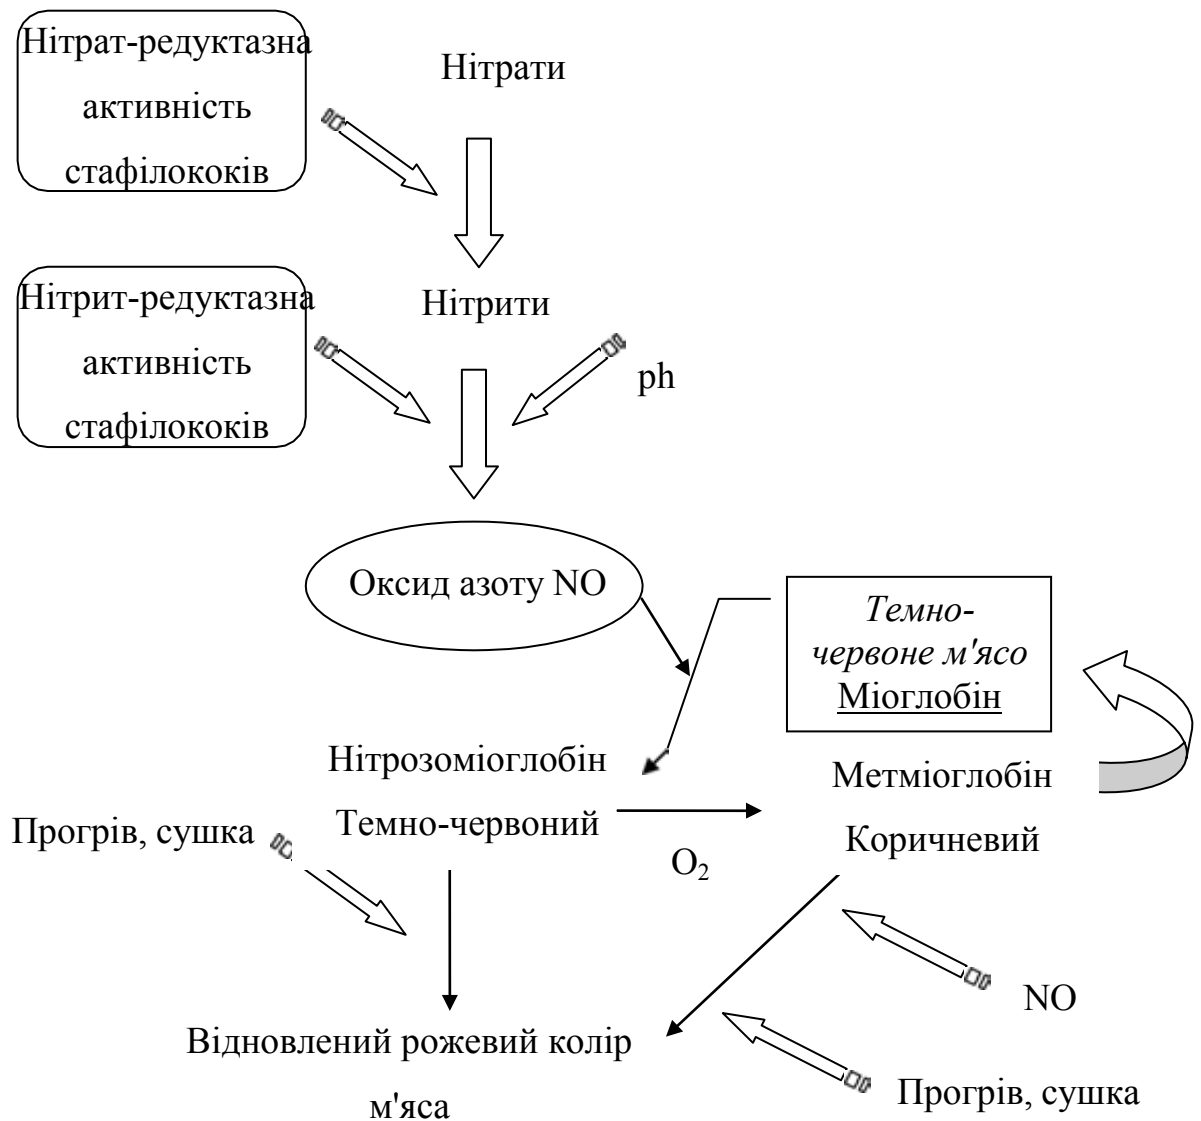 Нітрат-редуктазна
активність
стафілококів
Нітрати
Нітрит-редуктазна
активність
стафілококів
Нітрити
ph
Оксид азоту NO
Темно-
червоне м'ясо
Міоглобін
Нітрозоміоглобін
Темно-червоний
Метміоглобін
Коричневий
O₂
Прогрів, сушка
NO
Відновлений рожевий колір
м'яса
Прогрів, сушка